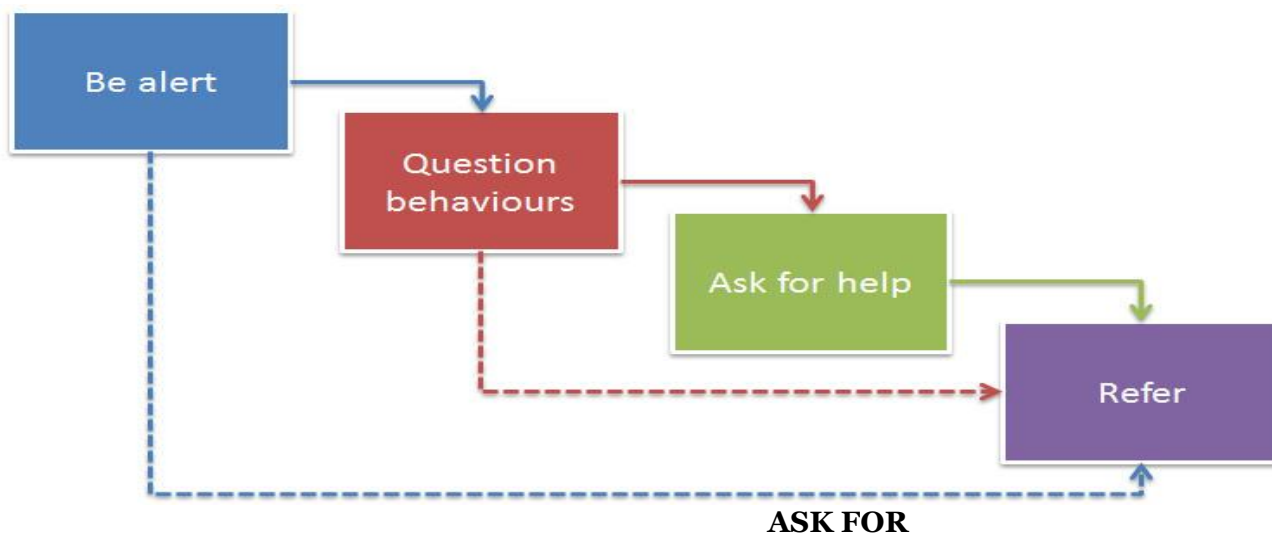 Be alert
Question
behaviours
Ask for help
Refer
ASK FOR